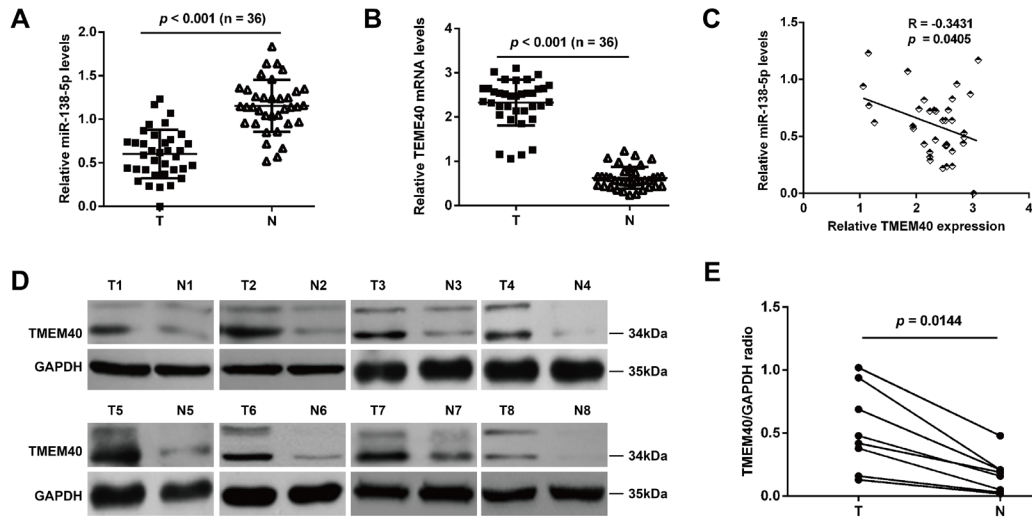 A
p < 0.001 (n = 36)
Relative miR-138-5p levels
2.0
1.5
1.0
0.5
0.0
T N
B
p < 0.001 (n = 36)
Relative TEME40 mRNA levels
4
3
2
1
0
T N
C
R = -0.3431
p = 0.0405
Relative miR-138-5p levels
1.5
1.0
0.5
0.0
0 1 2 3 4
Relative TMEM40 expression
D
T1 N1 T2 N2 T3 N3 T4 N4
TMEM40 34kDa
GAPDH 35kDa
T5 N5 T6 N6 T7 N7 T8 N8
TMEM40 34kDa
GAPDH 35kDa
E
p = 0.0144
TMEM40/GAPDH radio
1.5
1.0
0.5
0.0
T N